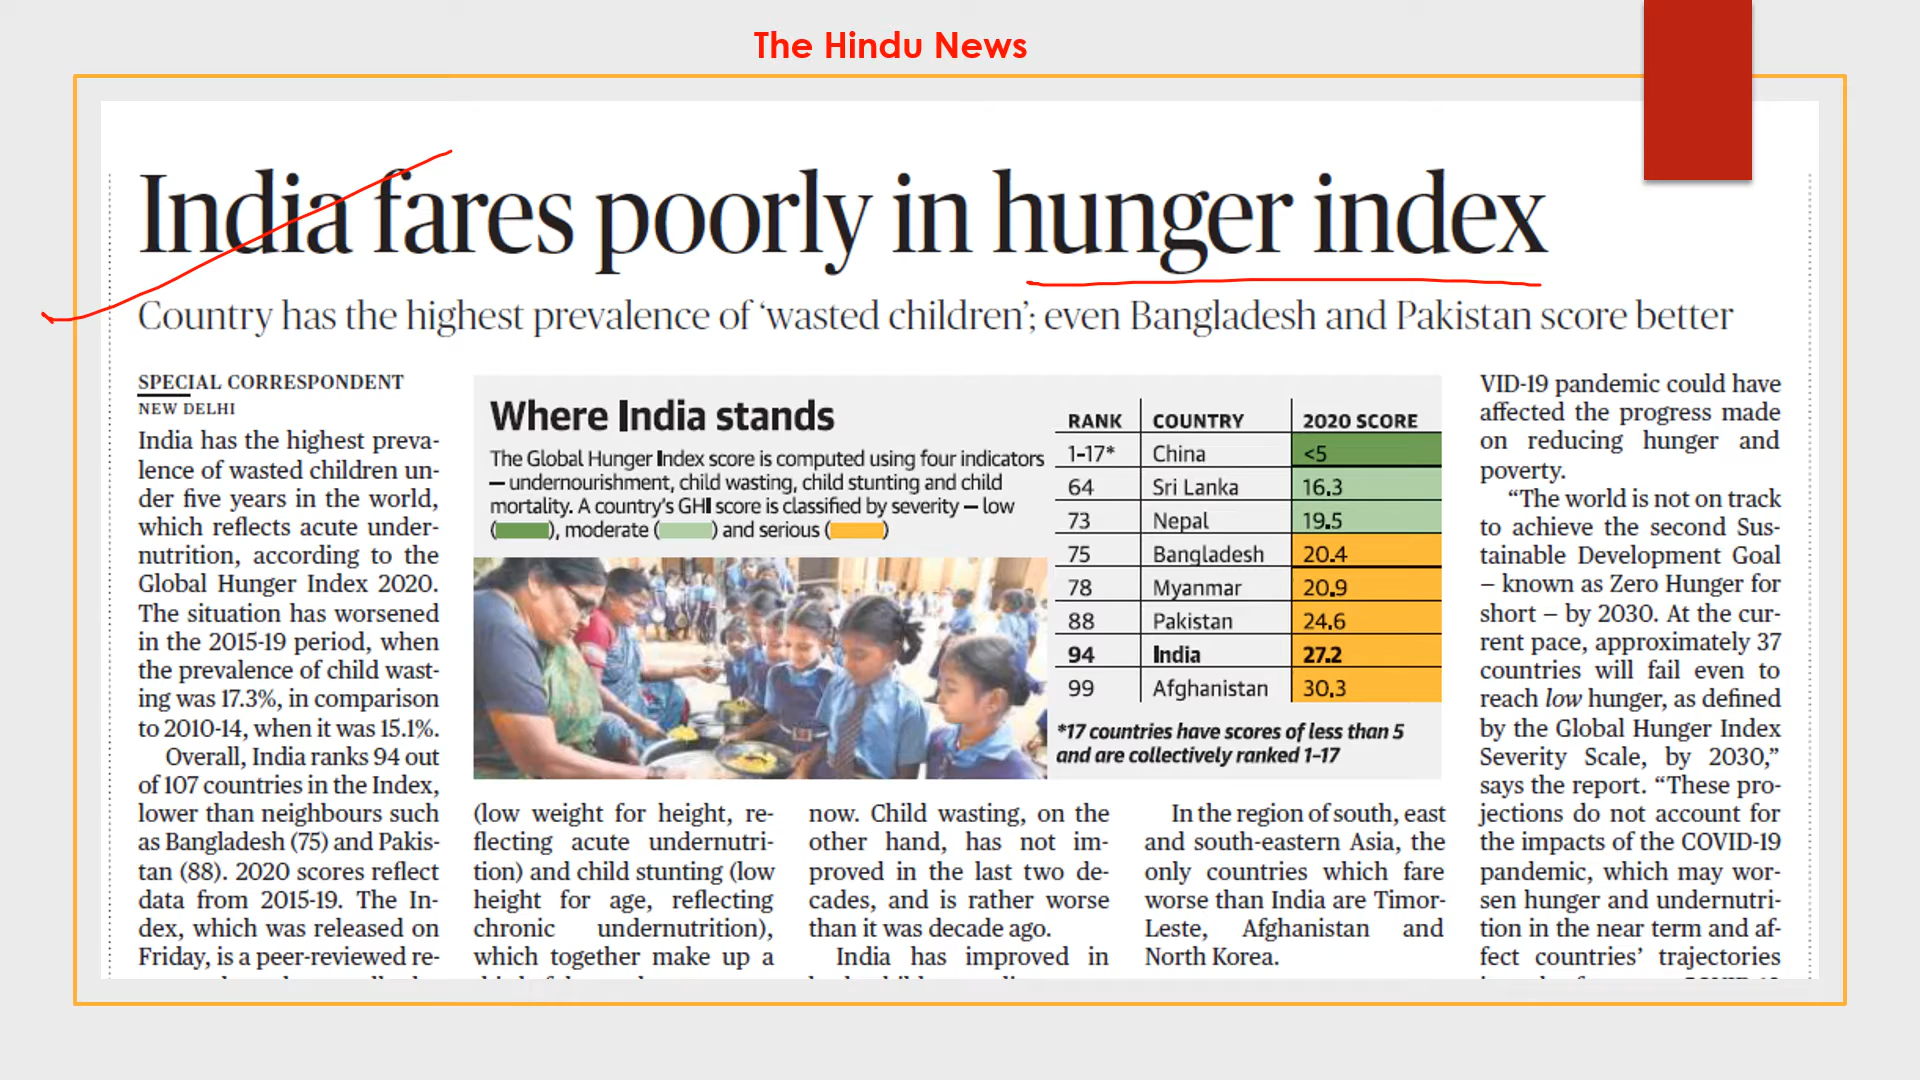 The Hindu News
India fares poorly in hunger index
Country has the highest prevalence of ‘wasted children’; even Bangladesh and Pakistan score better
SPECIAL CORRESPONDENT
NEW DELHI
India has the highest preva-
lence of wasted children un-
der five years in the world,
which reflects acute under-
nutrition, according to the
Global Hunger Index 2020.
The situation has worsened
in the 2015-19 period, when
the prevalence of child wast-
ing was 17.3%, in comparison
to 2010-14, when it was 15.1%.
Overall, India ranks 94 out
of 107 countries in the Index,
lower than neighbours such
as Bangladesh (75) and Pakis-
tan (88). 2020 scores reflect
data from 2015-19. The In-
dex, which was released on
Friday, is a peer-reviewed re-
Where India stands
The Global Hunger Index score is computed using four indicators
— undernourishment, child wasting, child stunting and child
mortality. A country’s GHI score is classified by severity — low
( ), moderate ( ) and serious ( )
RANK COUNTRY 2020 SCORE
1-17* China <5
64 Sri Lanka 16.3
73 Nepal 19.5
75 Bangladesh 20.4
78 Myanmar 20.9
88 Pakistan 24.6
94 India 27.2
99 Afghanistan 30.3
*17 countries have scores of less than 5
and are collectively ranked 1-17
(low weight for height, re-
flecting acute undernutri-
tion) and child stunting (low
height for age, reflecting
chronic undernutrition),
which together make up a
now. Child wasting, on the
other hand, has not im-
proved in the last two de-
cades, and is rather worse
than it was decade ago.
India has improved in
In the region of south, east
and south-eastern Asia, the
only countries which fare
worse than India are Timor-
Leste, Afghanistan and
North Korea.
VID-19 pandemic could have
affected the progress made
on reducing hunger and
poverty.
“The world is not on track
to achieve the second Sus-
tainable Development Goal
– known as Zero Hunger for
short – by 2030. At the cur-
rent pace, approximately 37
countries will fail even to
reach low hunger, as defined
by the Global Hunger Index
Severity Scale, by 2030,”
says the report. “These pro-
jections do not account for
the impacts of the COVID-19
pandemic, which may wor-
sen hunger and undernutri-
tion in the near term and af-
fect countries’ trajectories